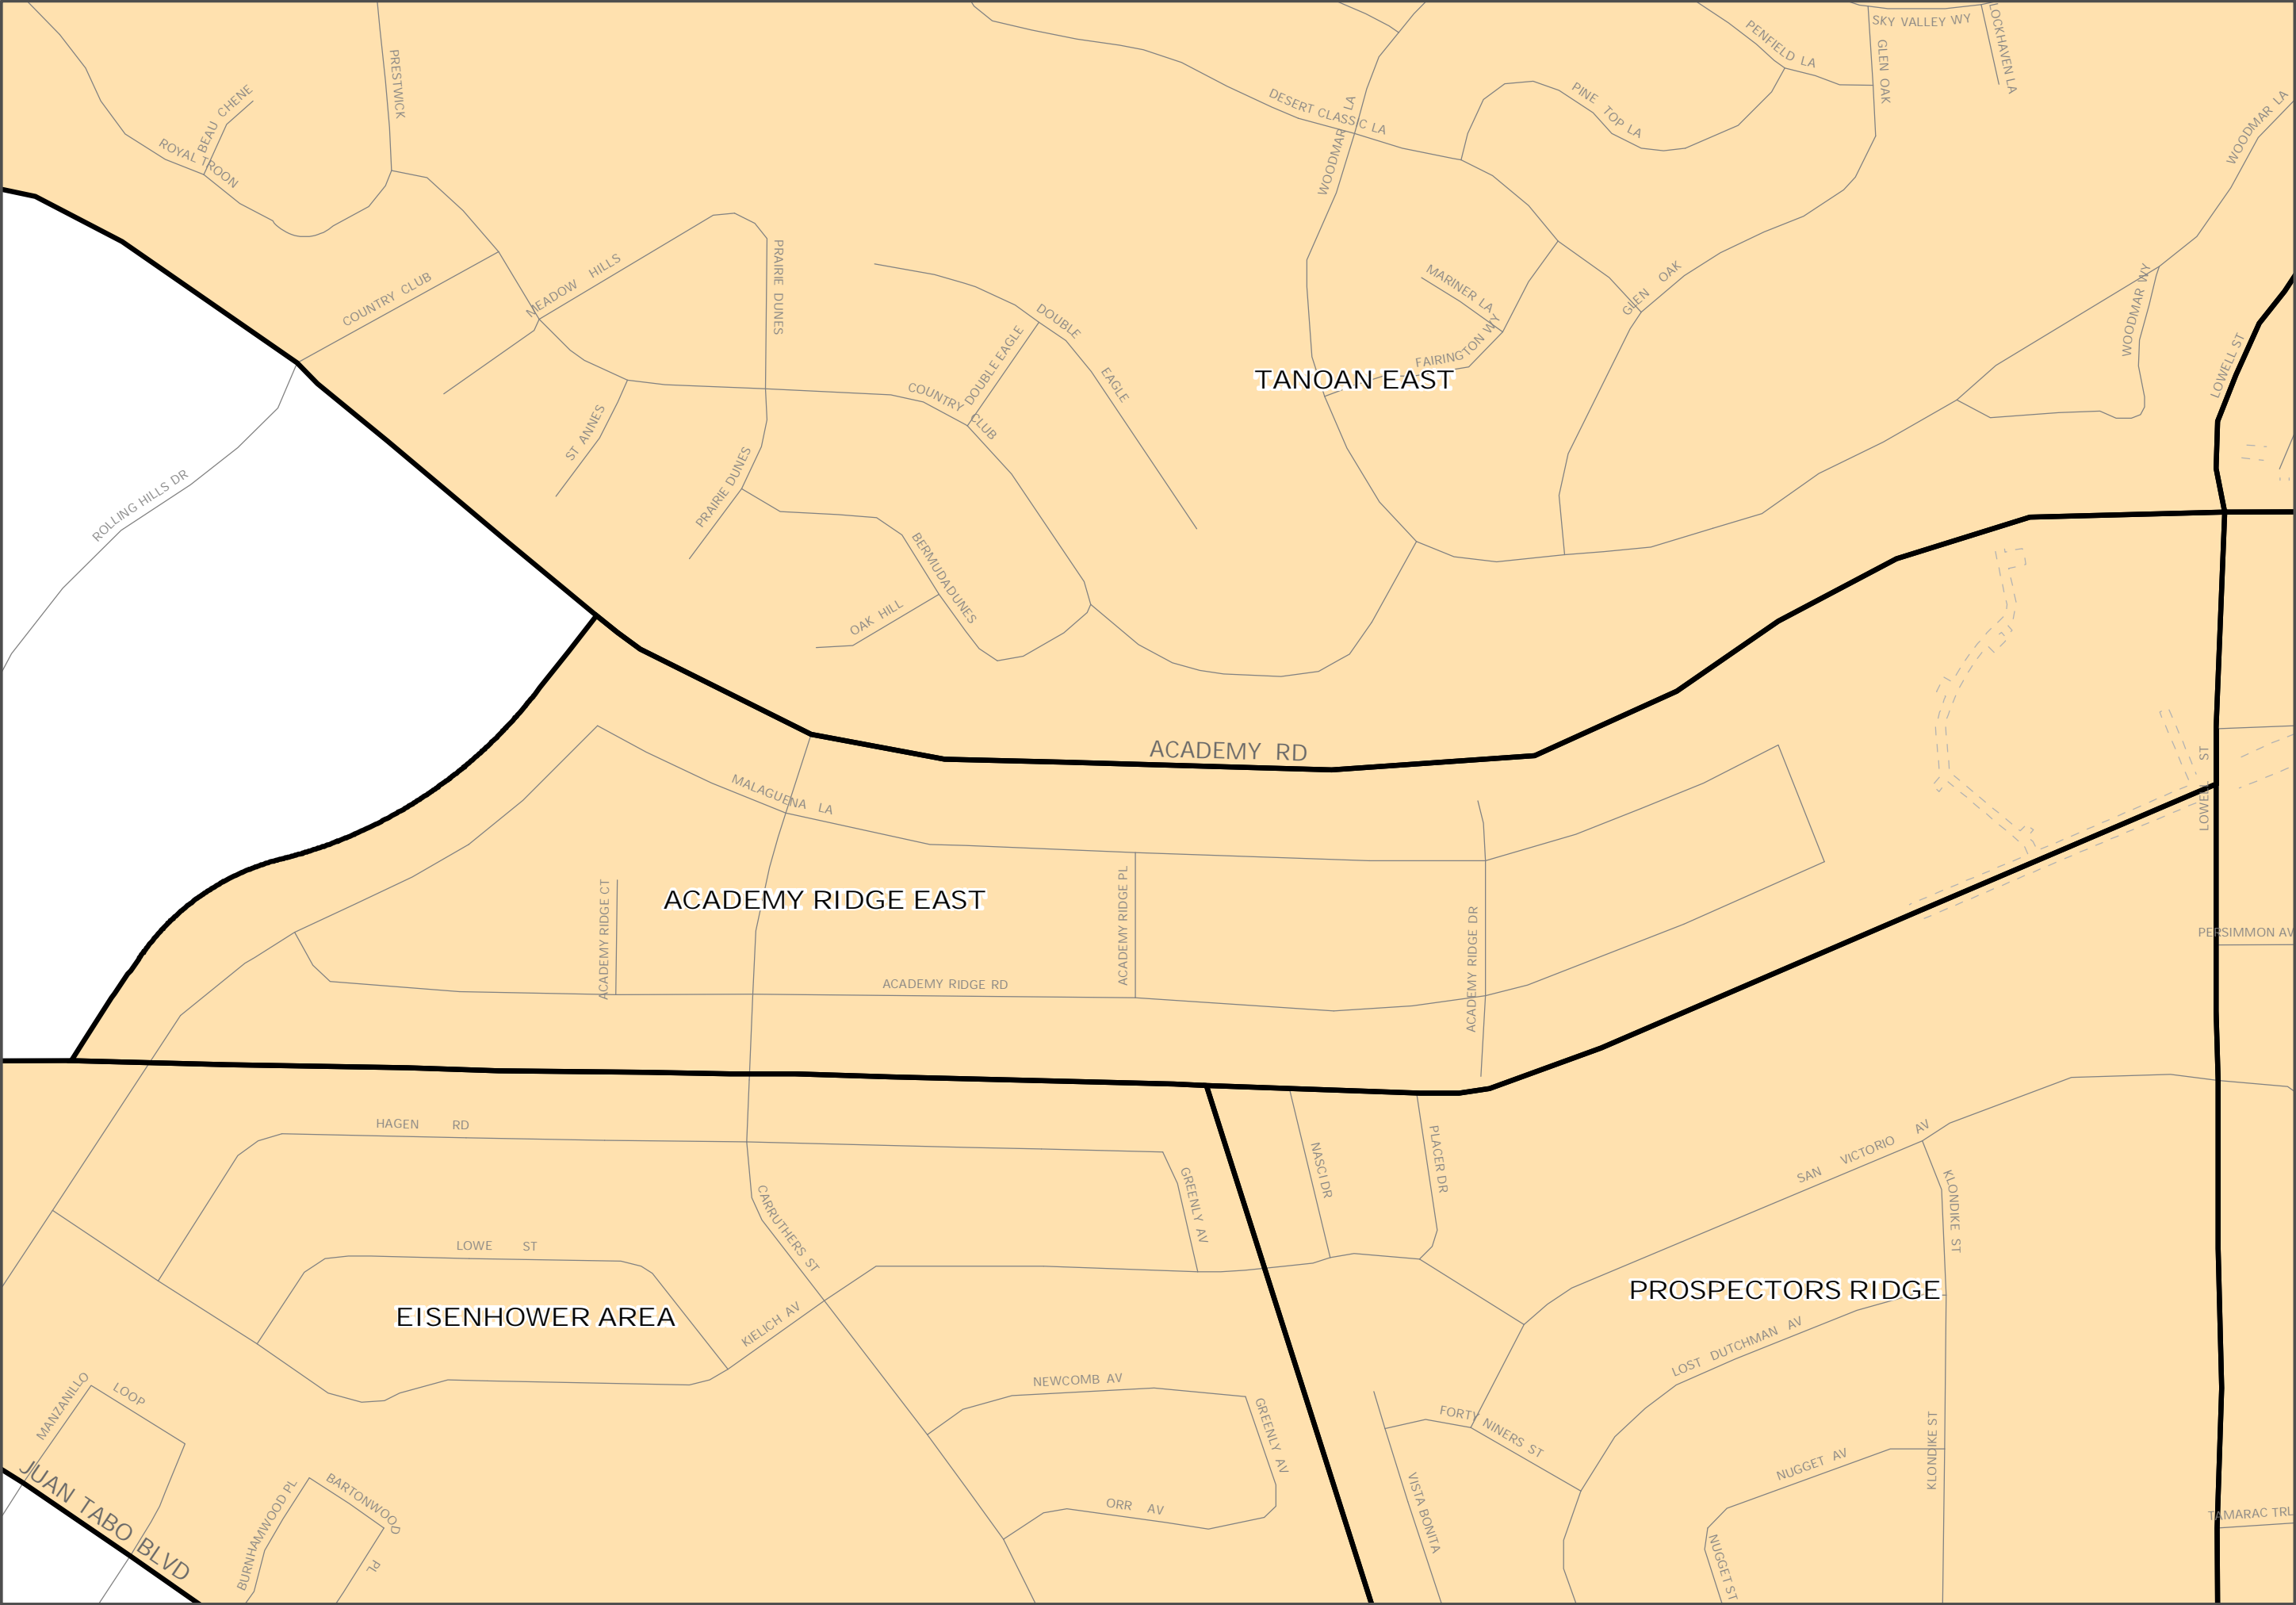 SKY VALLEY WY
LOCKHAVEN LA
PENFIELD LA
GLEN OAK
PRESTWICK
BEAU CHENE
ROYAL TROON
DESERT CLASSIC LA
WOODMAR LA
PINE TOP LA
WOODMAR LA
COUNTRY CLUB
MEADOW HILLS
PRAIRIE DUNES
MARINER LA
GLEN OAK
WOODMAR WY
DOUBLE EAGLE
DOUBLE EAGLE
FAIRINGTON WY
LOWELL ST
TANOAN EAST
COUNTRY CLUB
ST ANNES
PRAIRIE DUNES
ROLLING HILLS DR
BERMUDADUNES
OAK HILL
ACADEMY RD
LOWELL ST
MALAGUENA LA
ACADEMY RIDGE EAST
ACADEMY RIDGE CT
ACADEMY RIDGE PL
ACADEMY RIDGE DR
PERSIMMON AV
ACADEMY RIDGE RD
HAGEN RD
GREENLY AV
NASCI DR
PLACER DR
SAN VICTORIO AV
KLONDIKE ST
CARRUTHERS ST
LOWE ST
EISENHOWER AREA
KIELICH AV
PROSPECTORS RIDGE
LOST DUTCHMAN AV
MANZANILLO LOOP
NEWCOMB AV
GREENLY AV
FORTY NINERS ST
KLONDIKE ST
NUGGET AV
JUAN TABO BLVD
BURNHAMWOOD PL
BARTONWOOD PL
ORR AV
VISTA BONITA
NUGGET ST
TAMARAC TRL